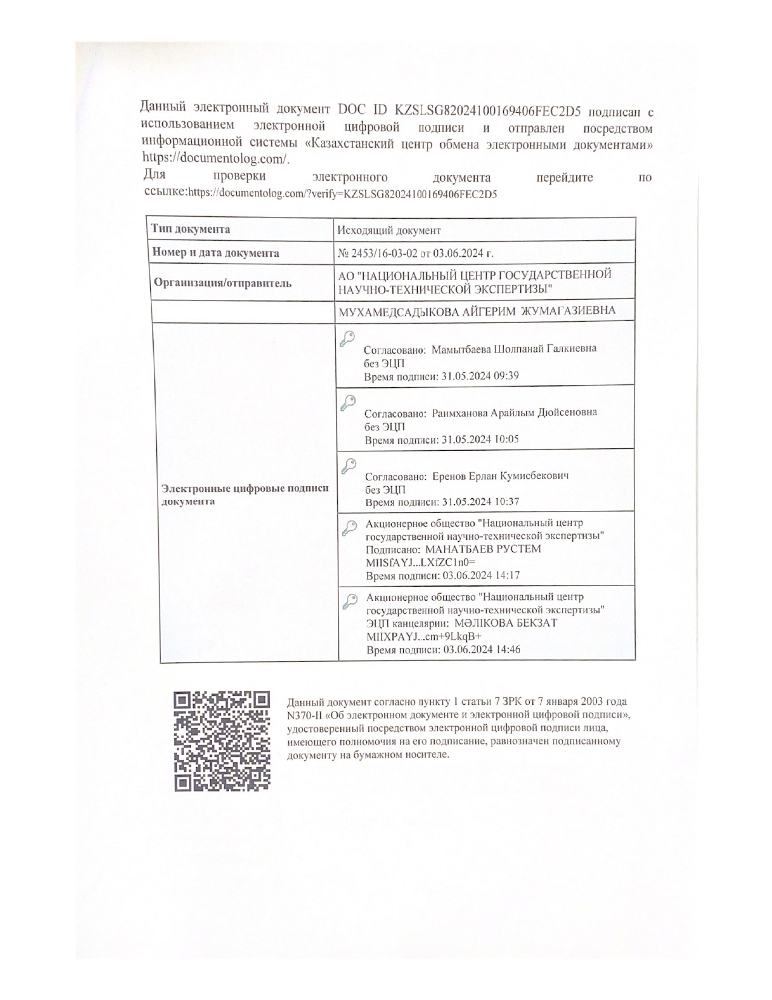 Данный электронный документ DOC ID KZSLSG82024100169406FEC2D5 подписан с
использованием электронной цифровой подписи и отправлен посредством
информационной системы «Казахстанский центр обмена электронными документами»
https://documentolog.com/.
Для проверки электронного документа перейдите по
ссылке:https://documentolog.com/?verify=KZSLSG82024100169406FEC2D5
Тип документа
Исходящий документ
Номер и дата документа
№ 2453/16-03-02 от 03.06.2024 г.
Организация/отправитель
АО "НАЦИОНАЛЬНЫЙ ЦЕНТР ГОСУДАРСТВЕННОЙ
НАУЧНО-ТЕХНИЧЕСКОЙ ЭКСПЕРТИЗЫ"
МУХАМЕДСАДЫКОВА АЙГЕРИМ ЖУМАГАЗИЕВНА
Электронные цифровые подписи
документа
Согласовано: Мамытбаева Шолпанай Галкиевна
без ЭЦП
Время подписи: 31.05.2024 09:39
Согласовано: Раимханова Арайлым Дюйсеновна
без ЭЦП
Время подписи: 31.05.2024 10:05
Согласовано: Еренов Ерлан Кумисбекович
без ЭЦП
Время подписи: 31.05.2024 10:37
Акционерное общество "Национальный центр
государственной научно-технической экспертизы"
Подписано: МАНАТБАЕВ РУСТЕМ
MIISfAYJ...LXfZC1n0=
Время подписи: 03.06.2024 14:17
Акционерное общество "Национальный центр
государственной научно-технической экспертизы"
ЭЦП канцелярии: МӘЛІКОВА БЕКЗАТ
MIIXPAYJ...cm+9LkqB+
Время подписи: 03.06.2024 14:46
Данный документ согласно пункту 1 статьи 7 ЗРК от 7 января 2003 года
N370-II «Об электронном документе и электронной цифровой подписи»,
удостоверенный посредством электронной цифровой подписи лица,
имеющего полномочия на его подписание, равнозначен подписанному
документу на бумажном носителе.